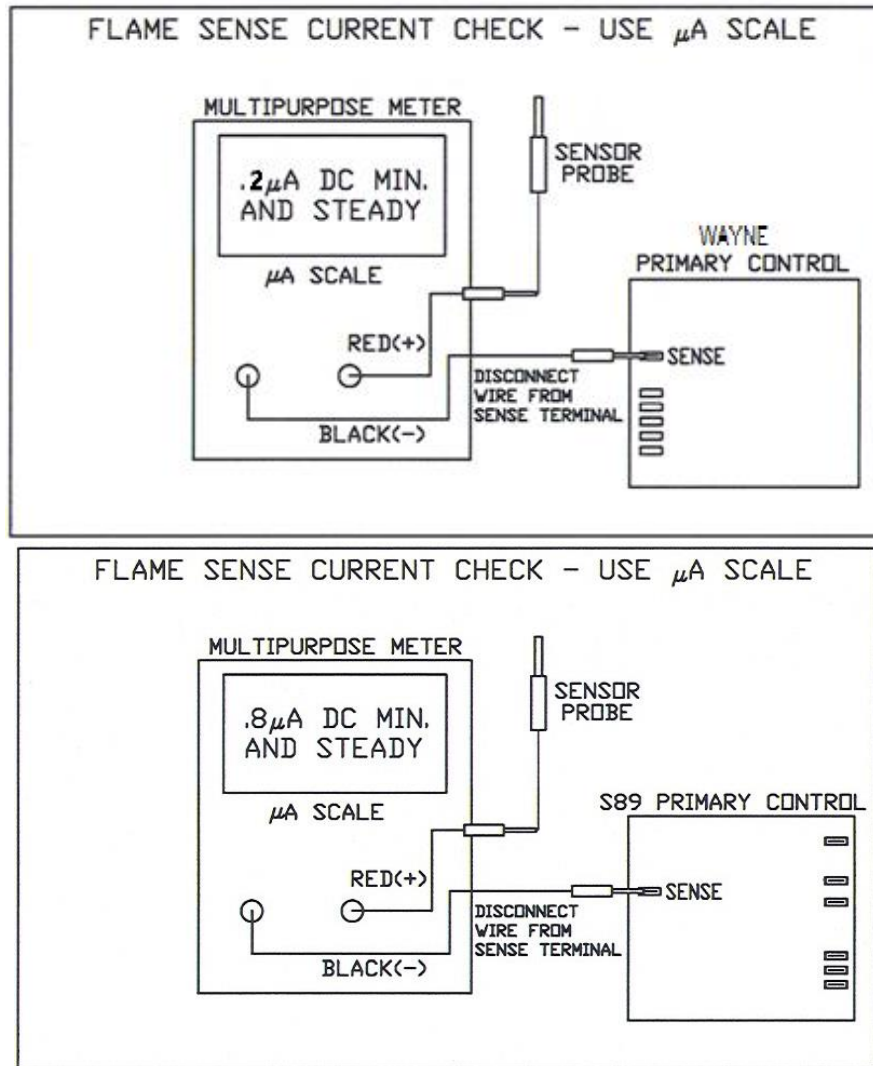 FLAME SENSE CURRENT CHECK - USE μA SCALE
MULTIPURPOSE METER
.2μA DC MIN.
AND STEADY
μA SCALE
SENSOR
PROBE
WAYNE
PRIMARY CONTROL
RED(+)
SENSE
DISCONNECT
WIRE FROM
SENSE TERMINAL
BLACK(-)
FLAME SENSE CURRENT CHECK - USE μA SCALE
MULTIPURPOSE METER
.8μA DC MIN.
AND STEADY
μA SCALE
SENSOR
PROBE
S89 PRIMARY CONTROL
RED(+)
SENSE
DISCONNECT
WIRE FROM
SENSE TERMINAL
BLACK(-)